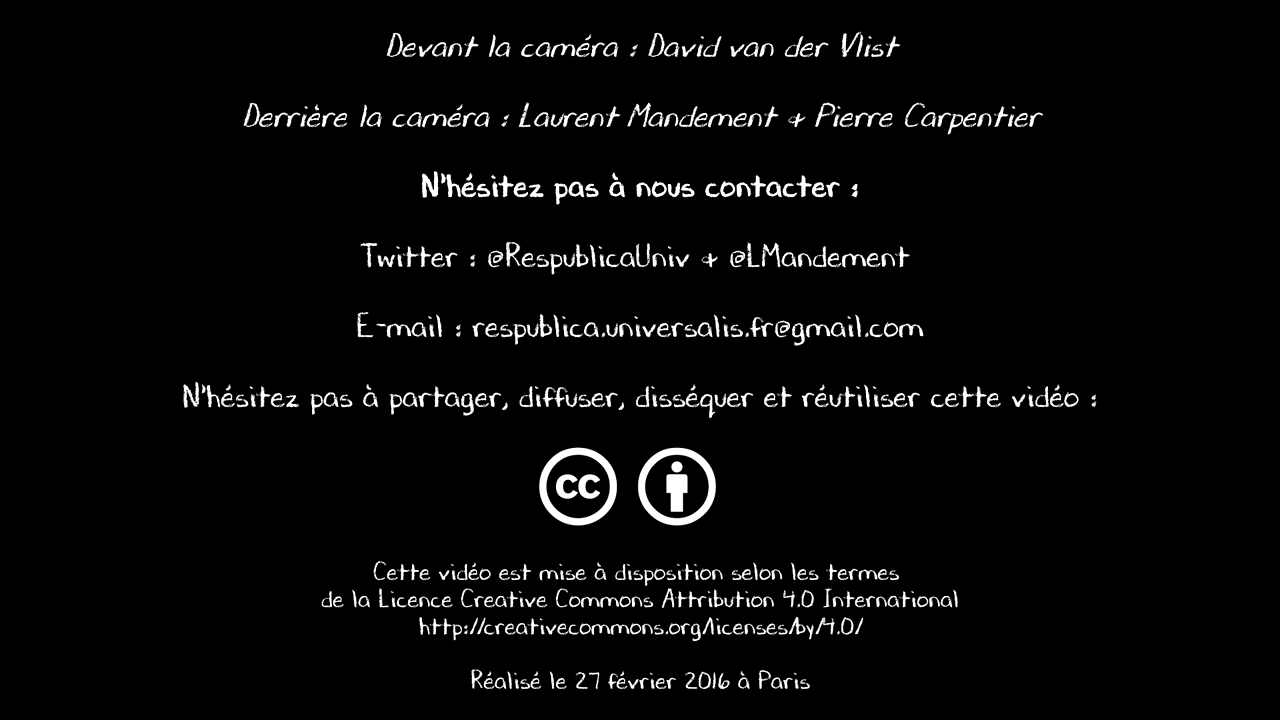 Devant la caméra : David van der Vlist
Derrière la caméra : Laurent Mandement & Pierre Carpentier
N'hésitez pas à nous contacter :
Twitter : @RespublicaUniv & @LMandement
E-mail : respublica.universalis.fr@gmail.com
N'hésitez pas à partager, diffuser, disséquer et réutiliser cette vidéo :
cc
Cette vidéo est mise à disposition selon les termes
de la Licence Creative Commons Attribution 4.0 International
http://creativecommons.org/licenses/by/4.0/
Réalisé le 27 février 2016 à Paris